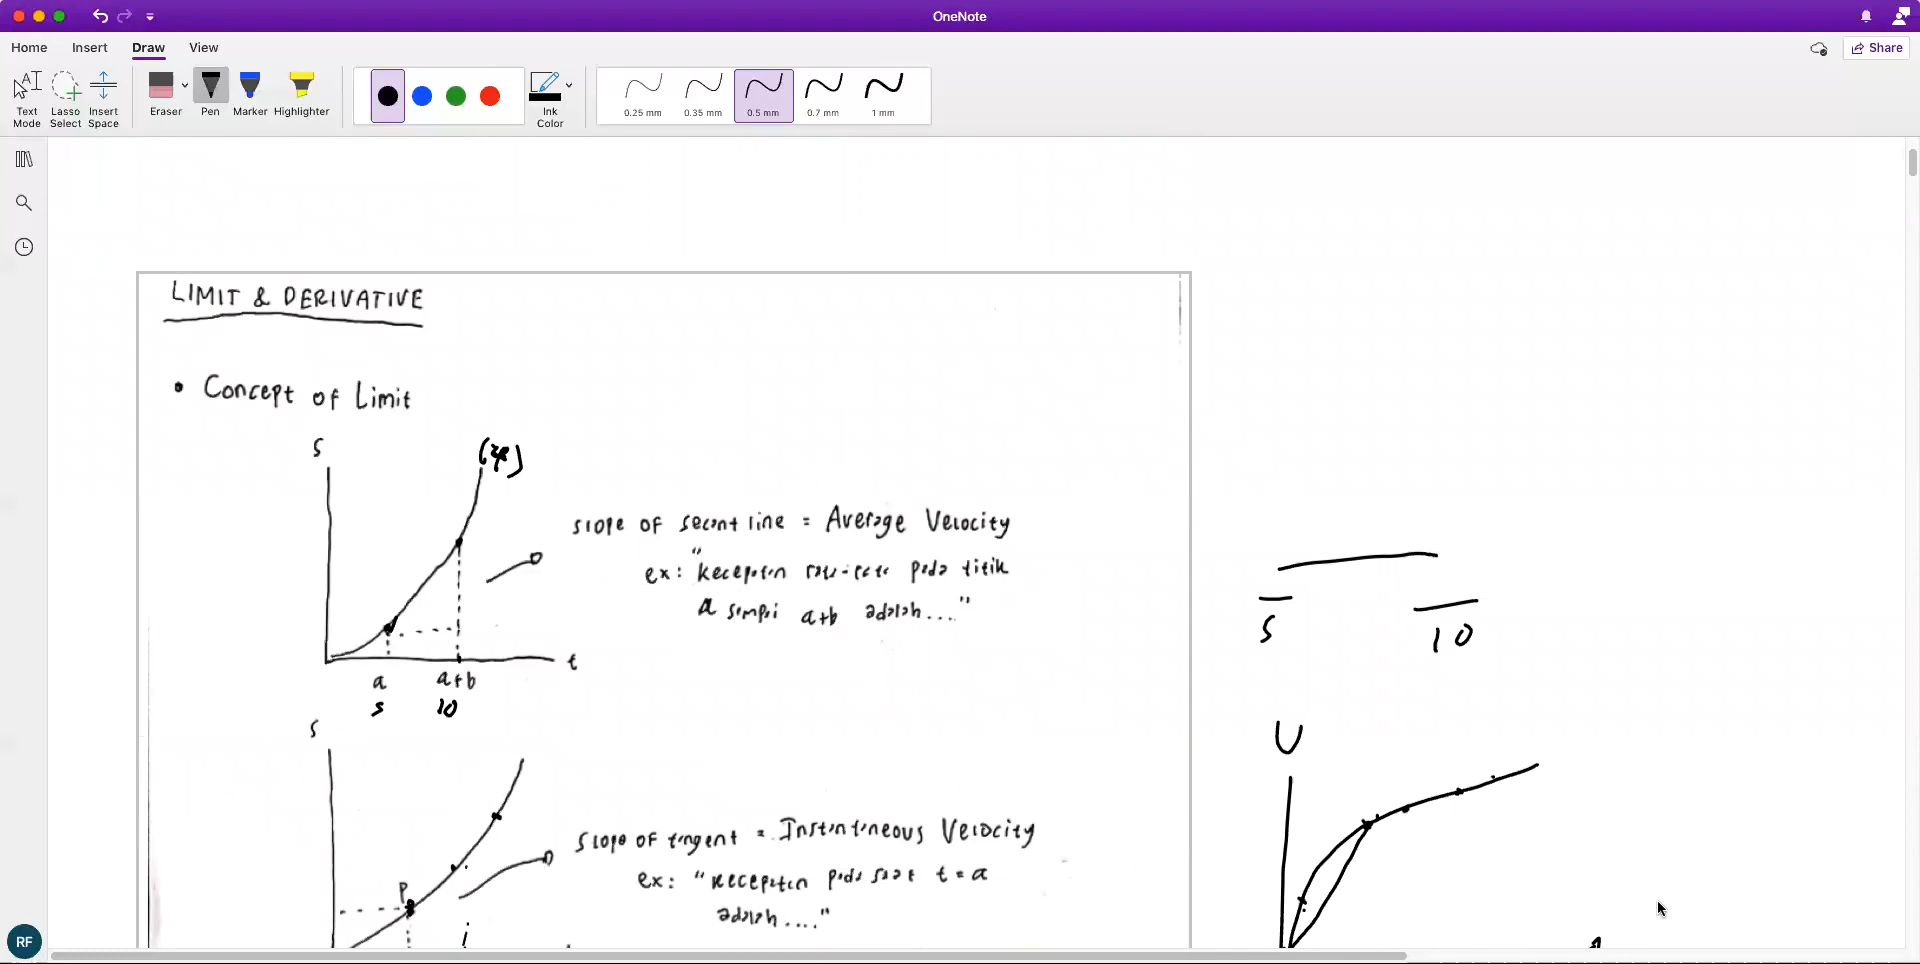 OneNote
Home Insert Draw View
Share
Text Mode
Lasso Select
Insert Space
Eraser
Pen
Marker
Highlighter
Ink Color
0.25 mm
0.35 mm
0.5 mm
0.7 mm
1 mm
LIMIT & DERIVATIVE
• Concept of Limit
S
slope of secant line = Average Velocity
ex: "kecepatan rata-rata pada titik
a sampai a+b adalah..."
t
a a+b
5 10
5 10
S
U
slope of tangent = Instantaneous Velocity
P
ex: "kecepatan pada saat t = a
adalah...."
RF